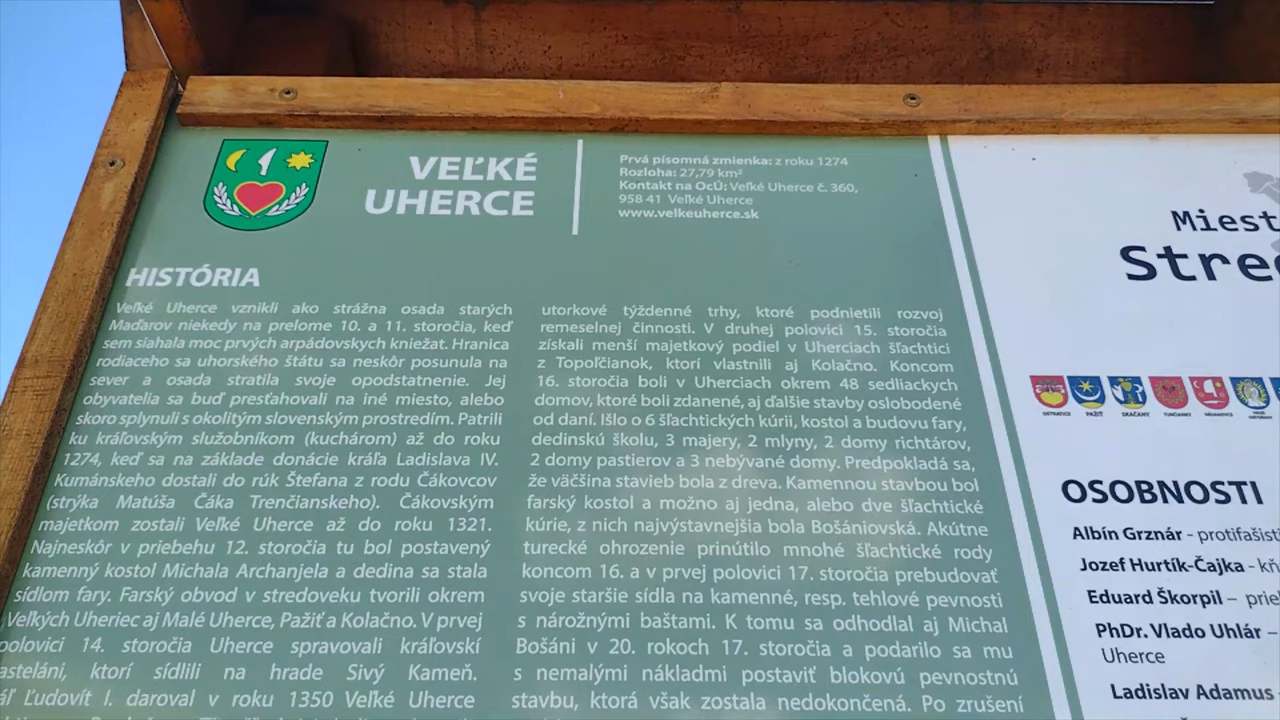 VEĽKÉ
UHERCE
Prvá písomná zmienka: z roku 1274
Rozloha: 27,79 km²
Kontakt na OcÚ: Veľké Uherce č. 360,
958 41 Veľké Uherce
www.velkeuherce.sk
HISTÓRIA
Veľké Uherce vznikli ako strážna osada starých
Maďarov niekedy na prelome 10. a 11. storočia, keď
sem siahala moc prvých arpádovských kniežat. Hranica
rodiaceho sa uhorského štátu sa neskôr posunula na
sever a osada stratila svoje opodstatnenie. Jej
obyvatelia sa buď presťahovali na iné miesto, alebo
skoro splynuli s okolitým slovenským prostredím. Patrili
ku kráľovským služobníkom (kuchárom) až do roku
1274, keď sa na základe donácie kráľa Ladislava IV.
Kumánskeho dostali do rúk Štefana z rodu Čákovcov
(strýka Matúša Čáka Trenčianskeho). Čákovským
majetkom zostali Veľké Uherce až do roku 1321.
Najneskôr v priebehu 12. storočia tu bol postavený
kamenný kostol Michala Archanjela a dedina sa stala
sídlom fary. Farský obvod v stredoveku tvorili okrem
Veľkých Uheriec aj Malé Uherce, Pažiť a Kolačno. V prvej
polovici 14. storočia Uherce spravovali kráľovskí
asteláni, ktorí sídlili na hrade Sivý Kameň.
áľ Ľudovít I. daroval v roku 1350 Veľké Uherce
utorkové týždenné trhy, ktoré podnietili rozvoj
remeselnej činnosti. V druhej polovici 15. storočia
získali menší majetkový podiel v Uherciach šľachtici
z Topoľčianok, ktorí vlastnili aj Kolačno. Koncom
16. storočia boli v Uherciach okrem 48 sedliackych
domov, ktoré boli zdanené, aj ďalšie stavby oslobodené
od daní. Išlo o 6 šľachtických kúrií, kostol a budovu fary,
dedinskú školu, 3 majery, 2 mlyny, 2 domy richtárov,
2 domy pastierov a 3 nebývané domy. Predpokladá sa,
že väčšina stavieb bola z dreva. Kamennou stavbou bol
farský kostol a možno aj jedna, alebo dve šľachtické
kúrie, z nich najvýstavnejšia bola Bošániovská. Akútne
turecké ohrozenie prinútilo mnohé šľachtické rody
koncom 16. a v prvej polovici 17. storočia prebudovať
svoje staršie sídla na kamenné, resp. tehlové pevnosti
s nárožnými baštami. K tomu sa odhodlal aj Michal
Bošáni v 20. rokoch 17. storočia a podarilo sa mu
s nemalými nákladmi postaviť blokovú pevnostnú
stavbu, ktorá však zostala nedokončená. Po zrušení
Miest
Stred
OSTRATICE PAŽIŤ SKAČANY TURČIANKY NEDANOVCE
OSOBNOSTI
Albín Grznár - protifašist
Jozef Hurtík-Čajka - kň
Eduard Škorpil – prie
PhDr. Vlado Uhlár –
Uherce
Ladislav Adamus